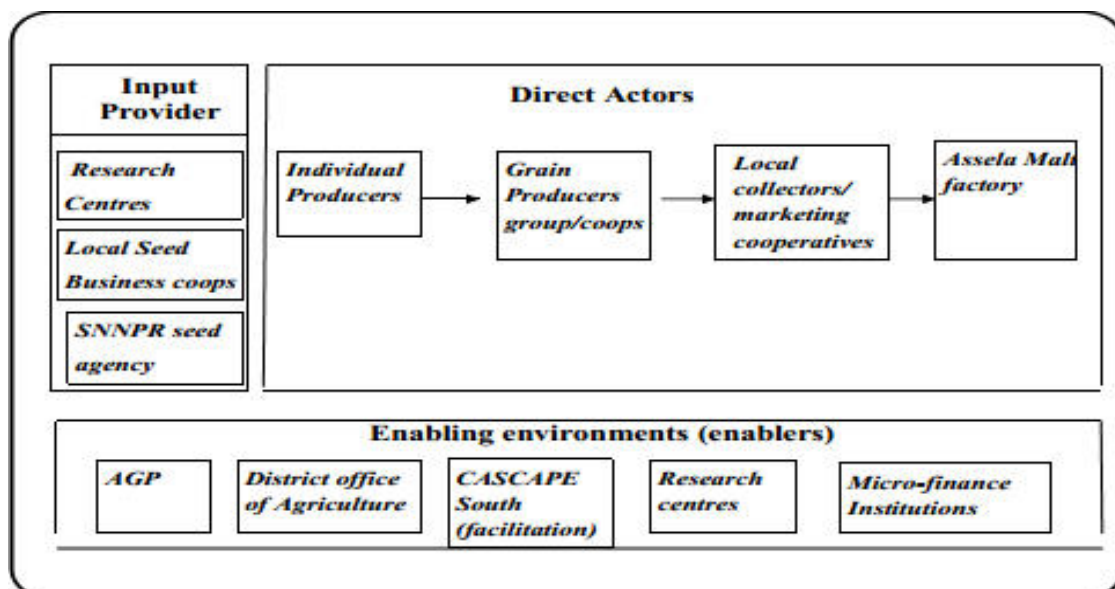 Input
Provider
Research
Centres
Local Seed
Business coops
SNNPR seed
agency
Direct Actors
Individual
Producers
Grain
Producers
group/coops
Local
collectors/
marketing
cooperatives
Assela Malt
factory
Enabling environments (enablers)
AGP
District office
of Agriculture
CASCAPE
South
(facilitation)
Research
centres
Micro-finance
Institutions